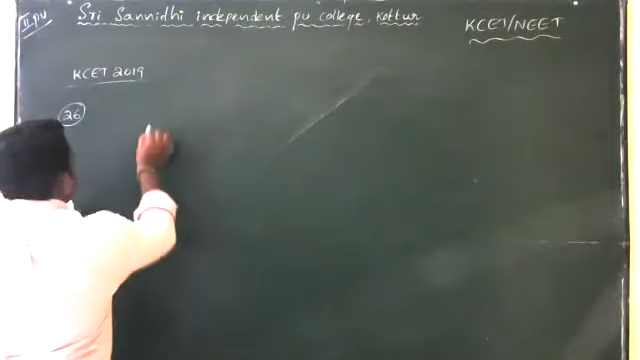 II PU
Sri Sannidhi independent pu college, Kottur
KCET/NEET
KCET 2019
26